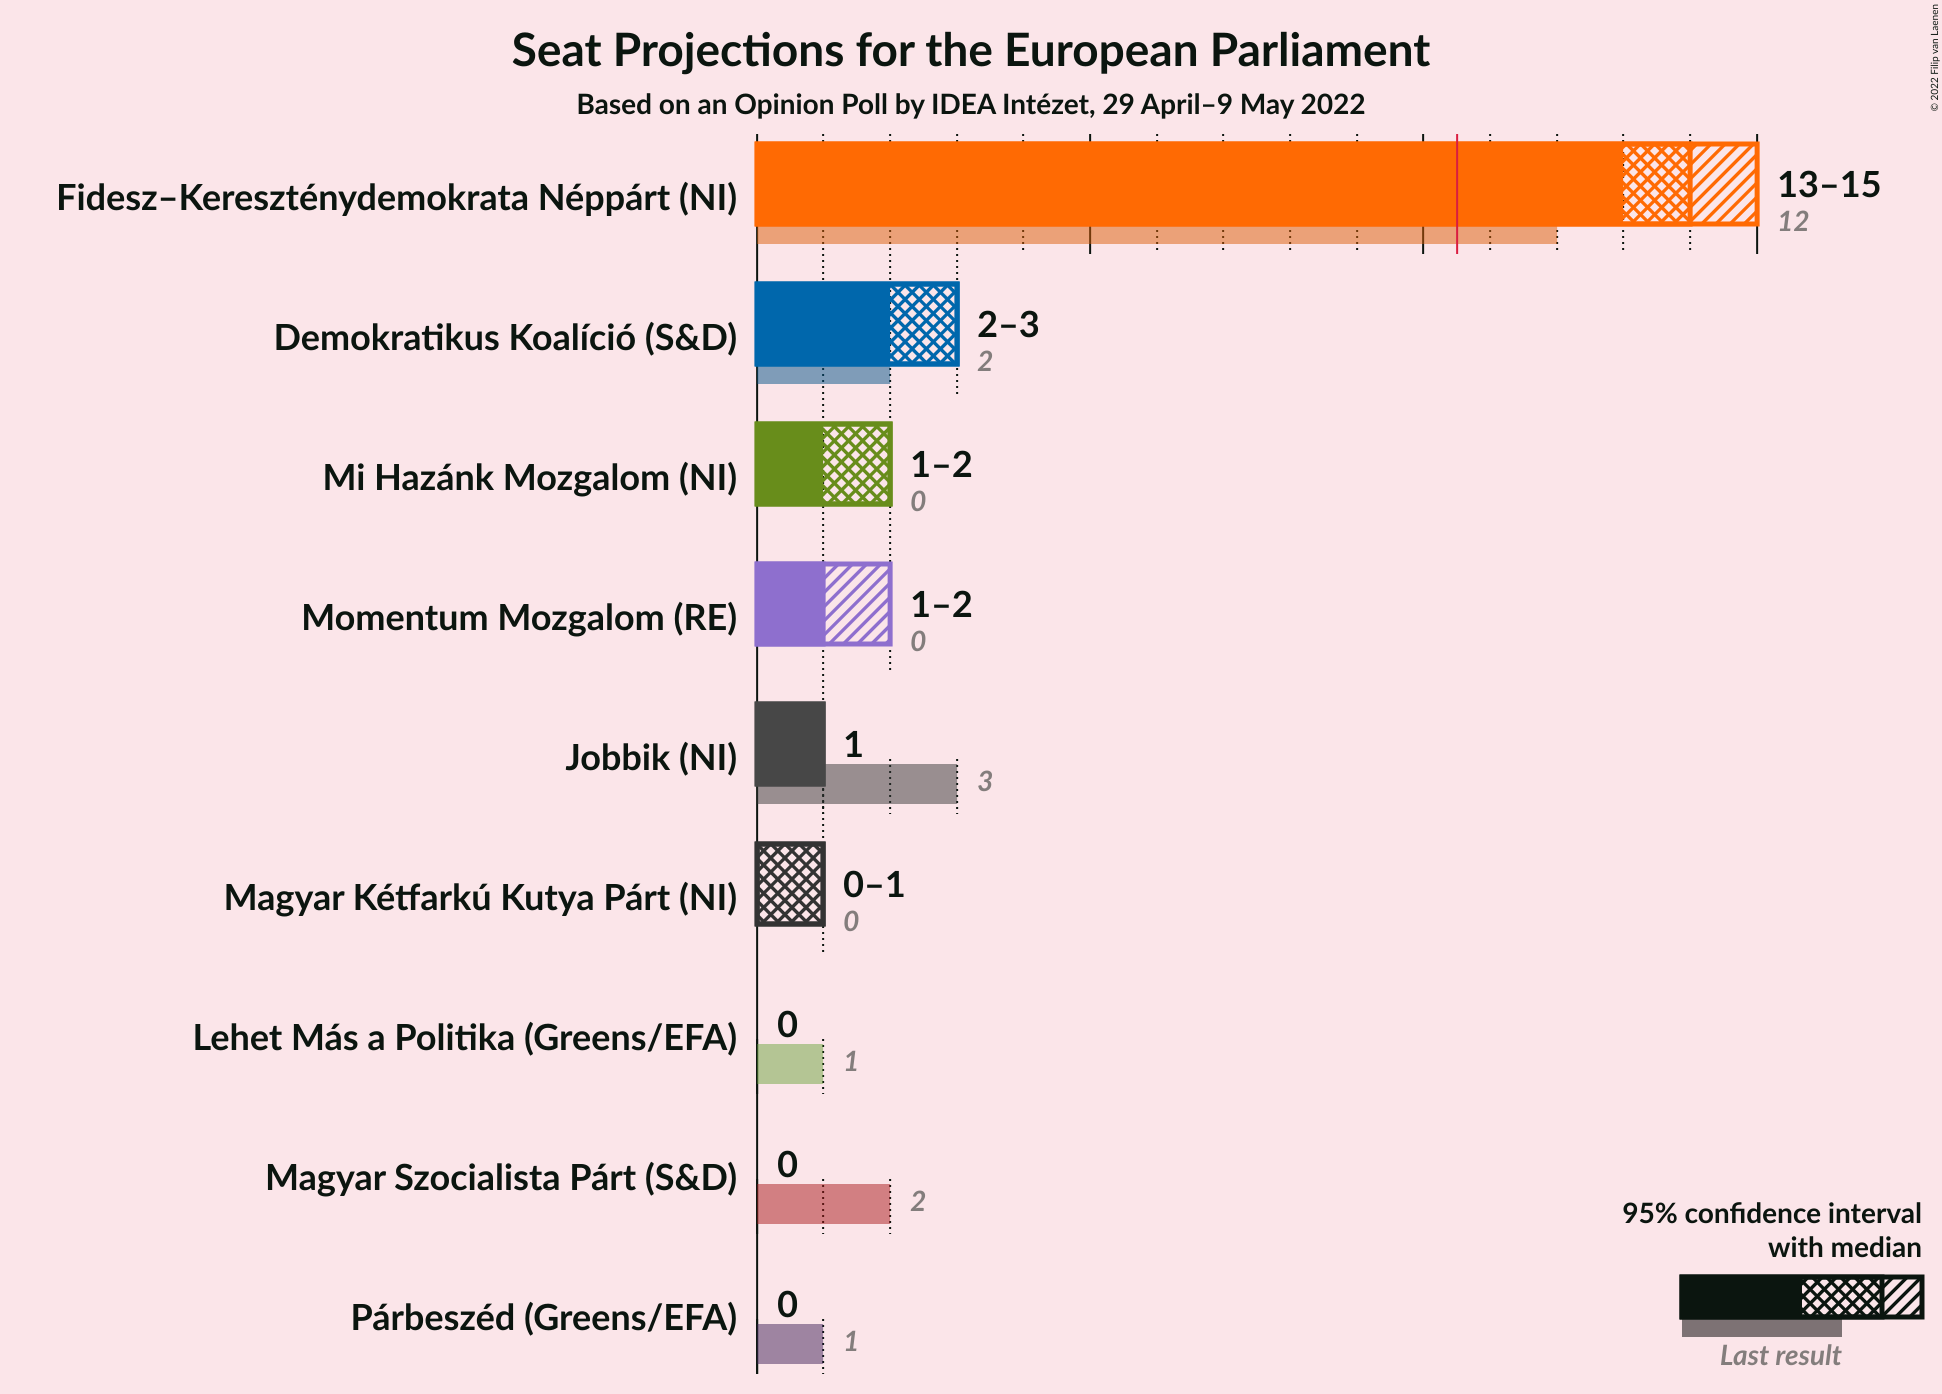 Seat Projections for the European Parliament
Based on an Opinion Poll by IDEA Intézet, 29 April–9 May 2022
© 2022 Filip van Laenen
Fidesz–Kereszténydemokrata Néppárt (NI)
13–15
12
Demokratikus Koalíció (S&D)
2–3
2
Mi Hazánk Mozgalom (NI)
1–2
0
Momentum Mozgalom (RE)
1–2
0
Jobbik (NI)
1
3
Magyar Kétfarkú Kutya Párt (NI)
0–1
0
Lehet Más a Politika (Greens/EFA)
0
1
Magyar Szocialista Párt (S&D)
0
2
Párbeszéd (Greens/EFA)
0
1
95% confidence interval
with median
Last result